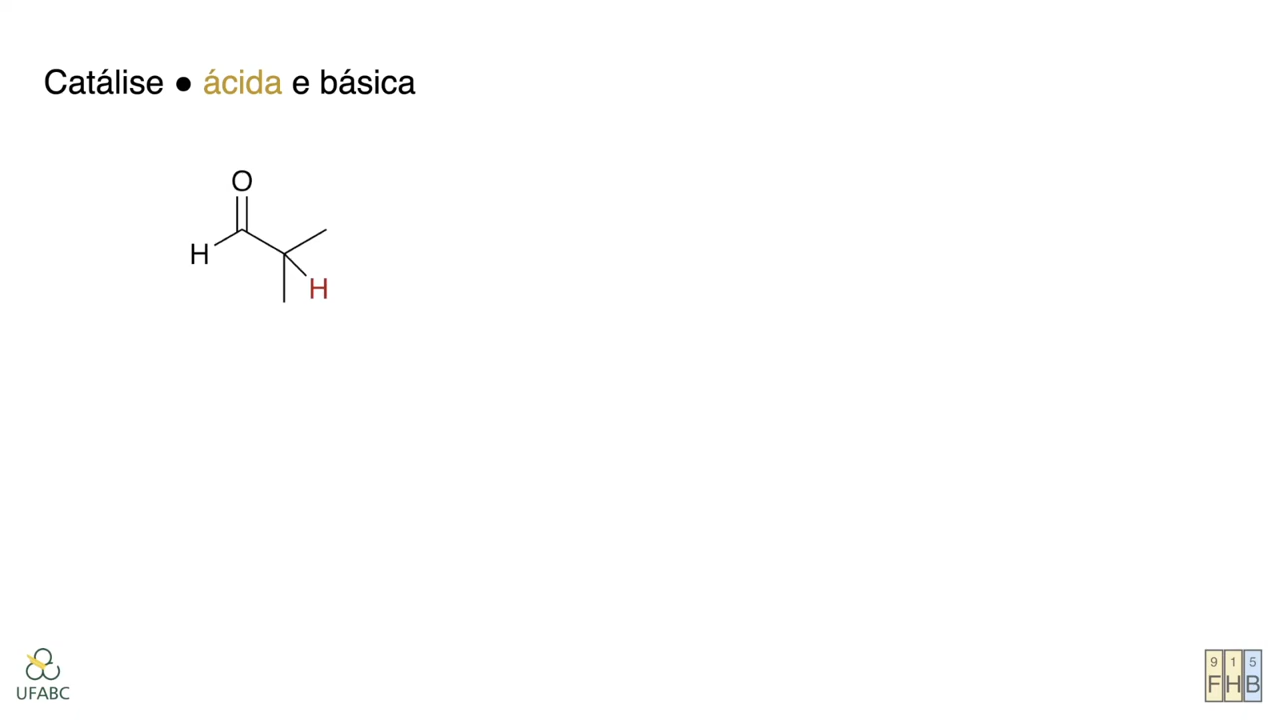 Catálise ● ácida e básica
O
H
H
UFABC
9 1 5
F H B